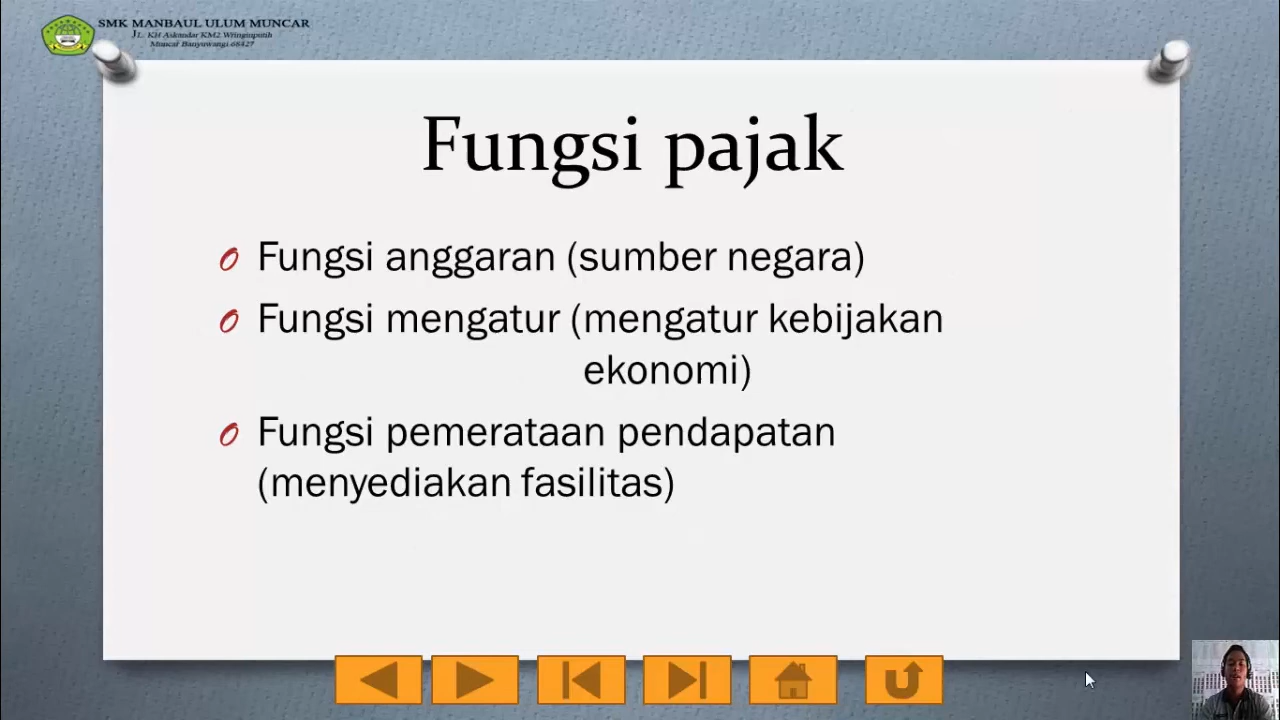 SMK MANBAUL ULUM MUNCAR
JL. KH Askandar KM2 Wringinputih
Muncar Banyuwangi 68427
Fungsi pajak
Fungsi anggaran (sumber negara)
Fungsi mengatur (mengatur kebijakan
ekonomi)
Fungsi pemerataan pendapatan
(menyediakan fasilitas)